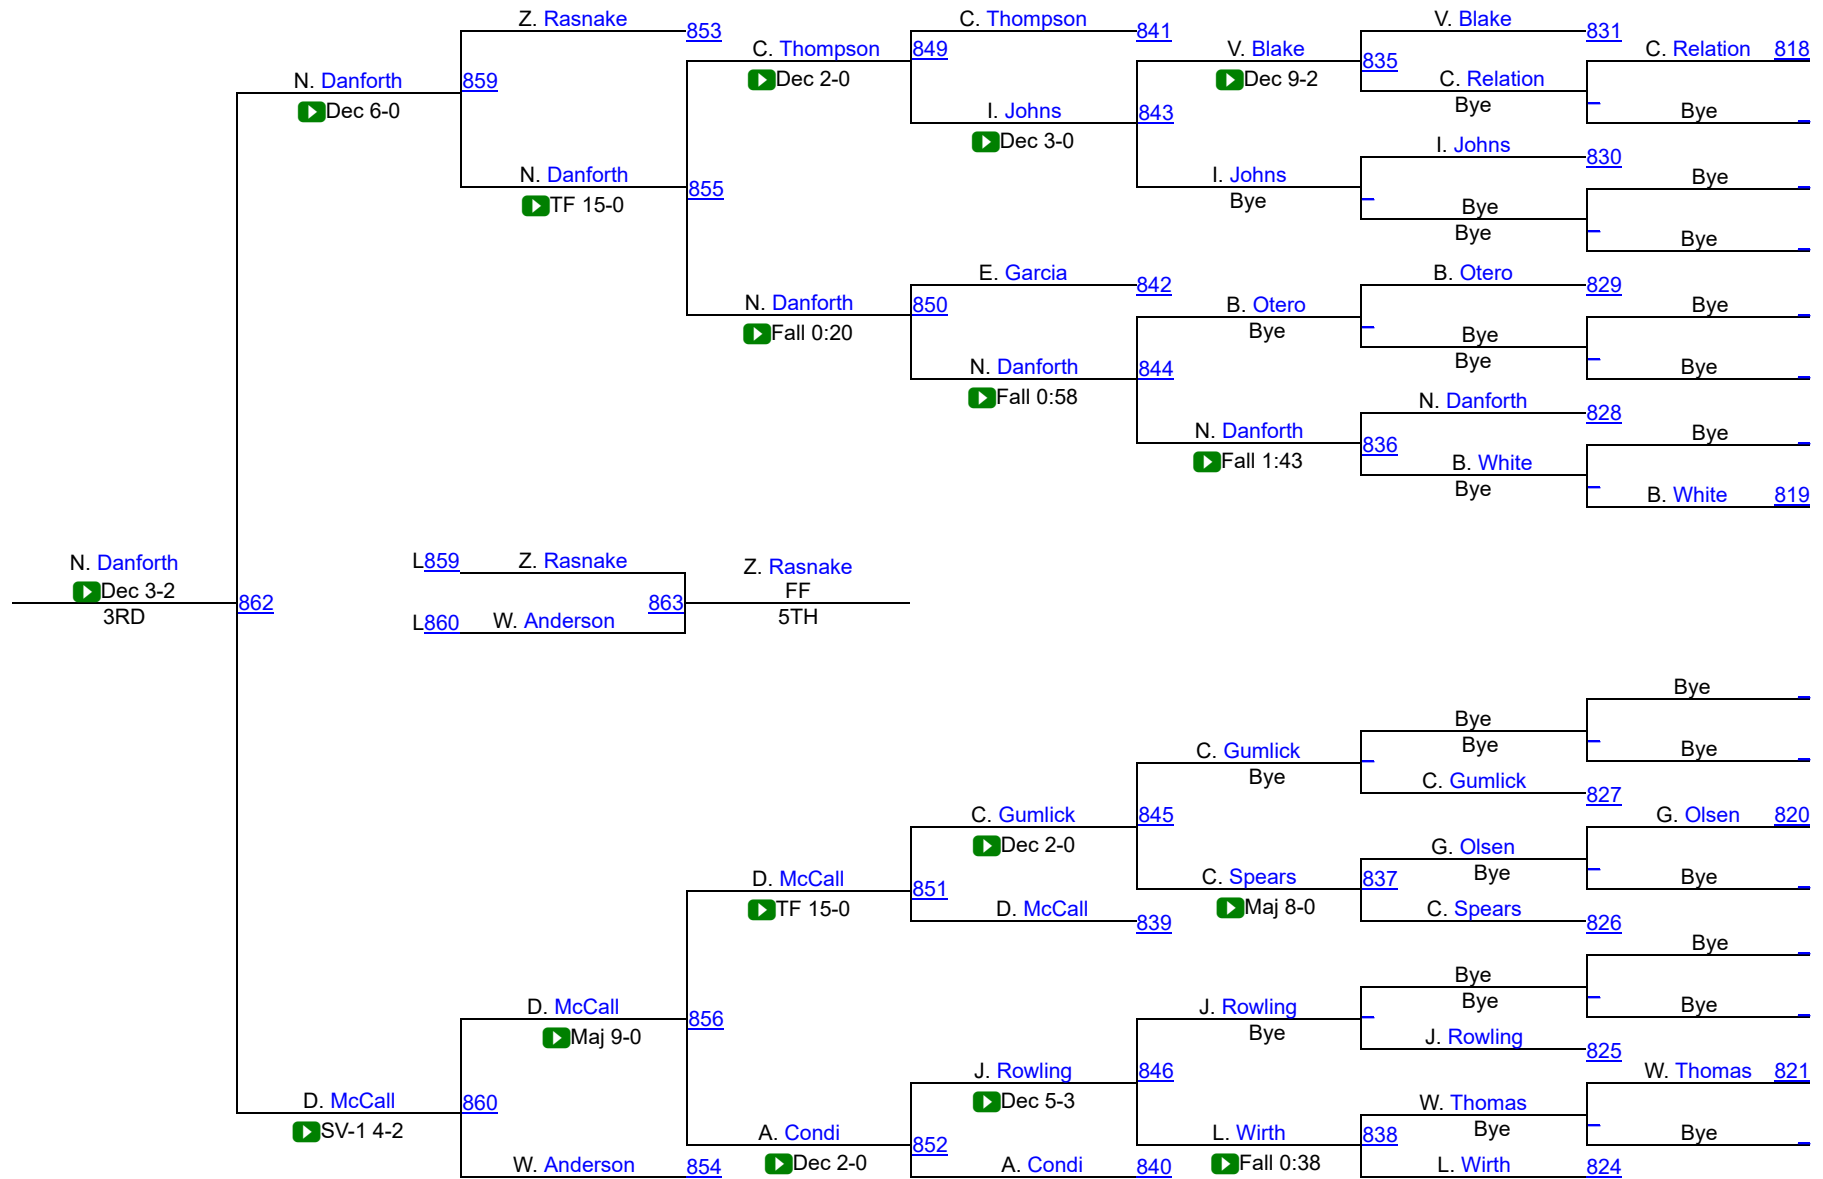 Z. Rasnake
853
C. Thompson
841
V. Blake
831
C. Thompson
849
V. Blake
835
C. Relation 818
Dec 2-0
Dec 9-2
C. Relation
Bye
N. Danforth
859
Dec 6-0
I. Johns
843
Bye
Dec 3-0
I. Johns
830
N. Danforth
855
TF 15-0
I. Johns
Bye
Bye
Bye
Bye
Bye
E. Garcia
842
B. Otero
829
N. Danforth
850
Fall 0:20
B. Otero
Bye
Bye
Bye
Bye
N. Danforth
844
Bye
Fall 0:58
N. Danforth
828
N. Danforth
836
Fall 1:43
Bye
B. White
Bye
B. White 819
N. Danforth
Dec 3-2
3RD
862
L859
Z. Rasnake
Z. Rasnake
FF
5TH
863
L860
W. Anderson
Bye
Bye
Bye
C. Gumlick
Bye
Bye
C. Gumlick
827
C. Gumlick
845
Dec 2-0
G. Olsen 820
G. Olsen
Bye
D. McCall
851
TF 15-0
C. Spears
837
Maj 8-0
Bye
D. McCall
839
C. Spears
826
Bye
Bye
Bye
D. McCall
856
Maj 9-0
J. Rowling
Bye
Bye
J. Rowling
825
J. Rowling
846
Dec 5-3
W. Thomas 821
D. McCall
860
SV-1 4-2
W. Thomas
Bye
A. Condi
852
Dec 2-0
L. Wirth
838
Fall 0:38
Bye
W. Anderson
854
A. Condi
840
L. Wirth
824